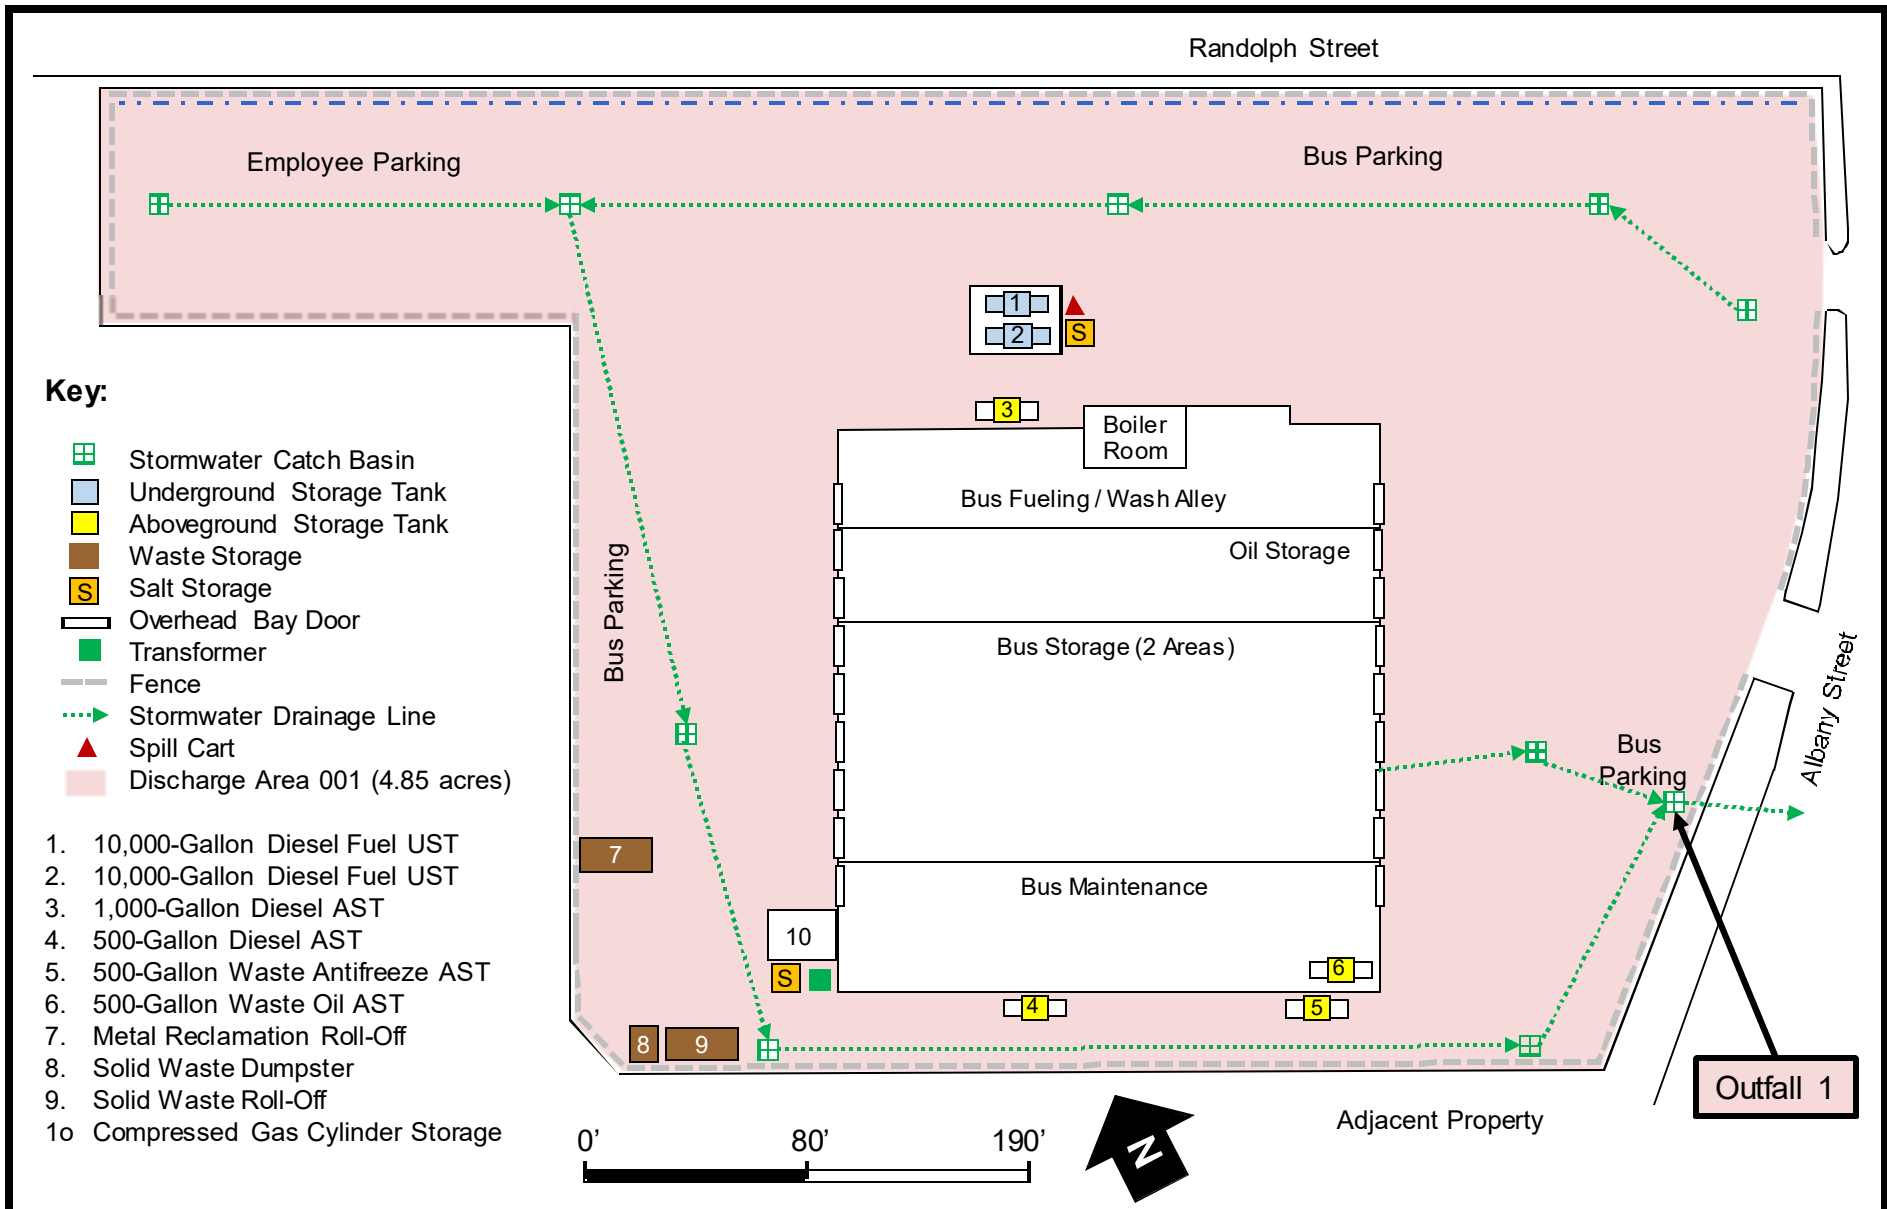 Randolph Street
Employee Parking
Bus Parking
1
2
S
3
Boiler
Room
Bus Fueling / Wash Alley
Oil Storage
Bus Storage (2 Areas)
Bus Maintenance
Bus Parking
Bus
Parking
Albany Street
7
10
S
6
4
5
8
9
Outfall 1
Adjacent Property
N
0’
80’
190’
Key:
Stormwater Catch Basin
Underground Storage Tank
Aboveground Storage Tank
Waste Storage
S
Salt Storage
Overhead Bay Door
Transformer
Fence
Stormwater Drainage Line
Spill Cart
Discharge Area 001 (4.85 acres)
1. 10,000-Gallon Diesel Fuel UST
2. 10,000-Gallon Diesel Fuel UST
3. 1,000-Gallon Diesel AST
4. 500-Gallon Diesel AST
5. 500-Gallon Waste Antifreeze AST
6. 500-Gallon Waste Oil AST
7. Metal Reclamation Roll-Off
8. Solid Waste Dumpster
9. Solid Waste Roll-Off
1o Compressed Gas Cylinder Storage